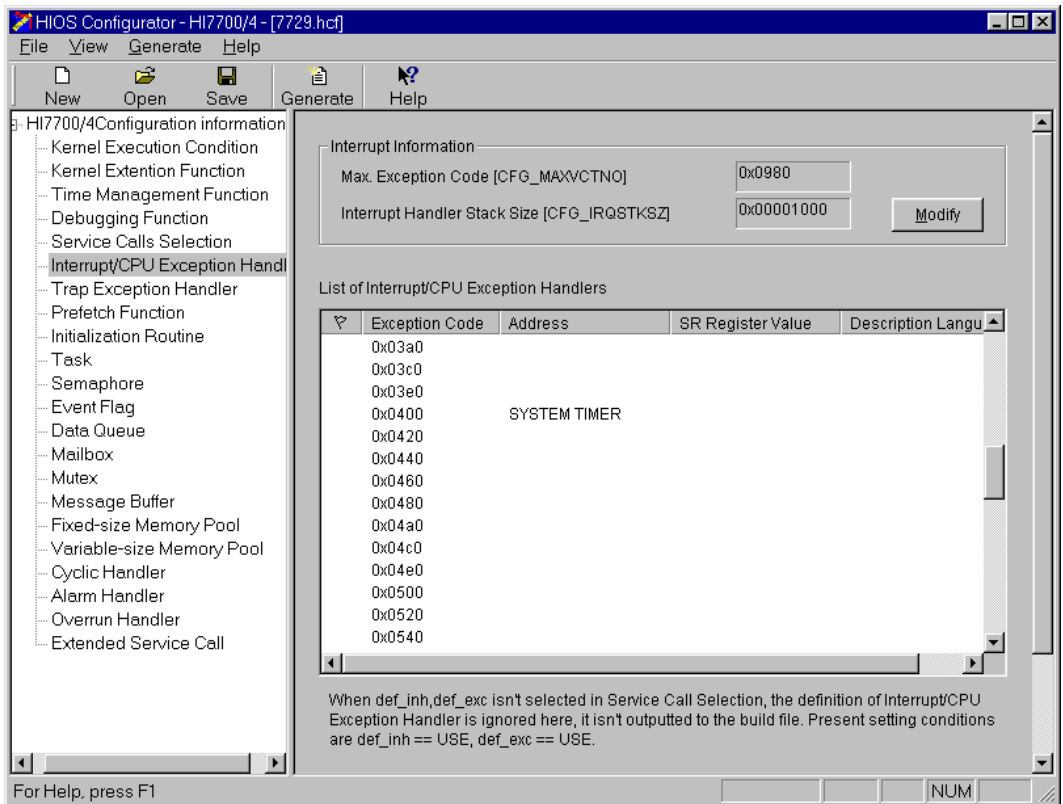 HIOS Configurator - HI7700/4 - [7729.hcf]
File View Generate Help
New Open Save Generate Help
HI7700/4Configuration information
Kernel Execution Condition
Kernel Extention Function
Time Management Function
Debugging Function
Service Calls Selection
Interrupt/CPU Exception Handl
Trap Exception Handler
Prefetch Function
Initialization Routine
Task
Semaphore
Event Flag
Data Queue
Mailbox
Mutex
Message Buffer
Fixed-size Memory Pool
Variable-size Memory Pool
Cyclic Handler
Alarm Handler
Overrun Handler
Extended Service Call
Interrupt Information
Max. Exception Code [CFG_MAXVCTNO] 0x0980
Interrupt Handler Stack Size [CFG_IRQSTKSZ] 0x00001000 Modify
List of Interrupt/CPU Exception Handlers
Exception Code Address SR Register Value Description Langu
0x03a0
0x03c0
0x03e0
0x0400 SYSTEM TIMER
0x0420
0x0440
0x0460
0x0480
0x04a0
0x04c0
0x04e0
0x0500
0x0520
0x0540
When def_inh,def_exc isn't selected in Service Call Selection, the definition of Interrupt/CPU
Exception Handler is ignored here, it isn't outputted to the build file. Present setting conditions
are def_inh == USE, def_exc == USE.
For Help, press F1 NUM